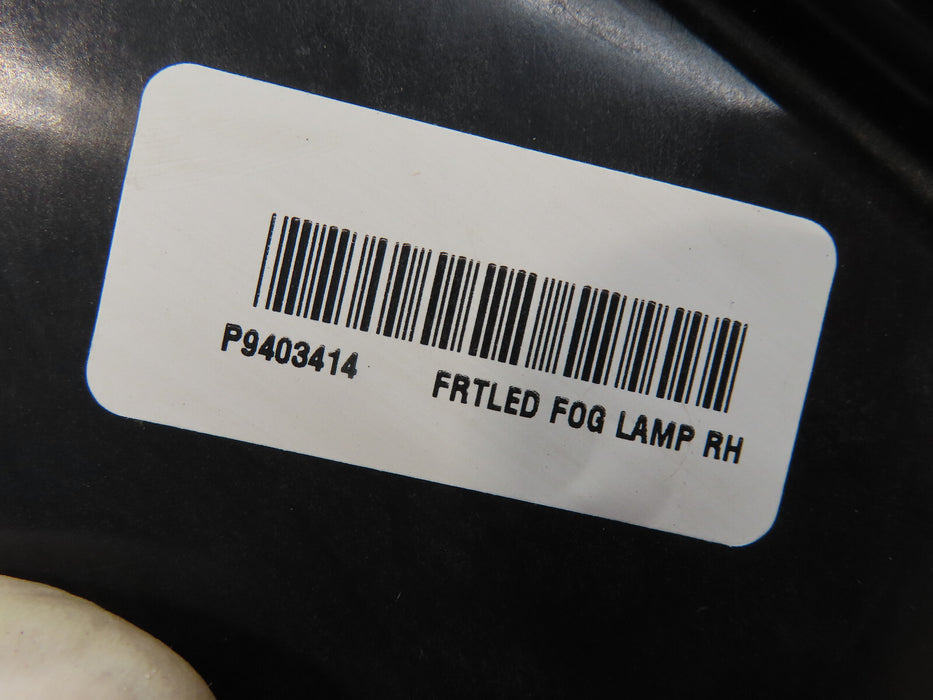 P9403414 FRTLED FOG LAMP RH